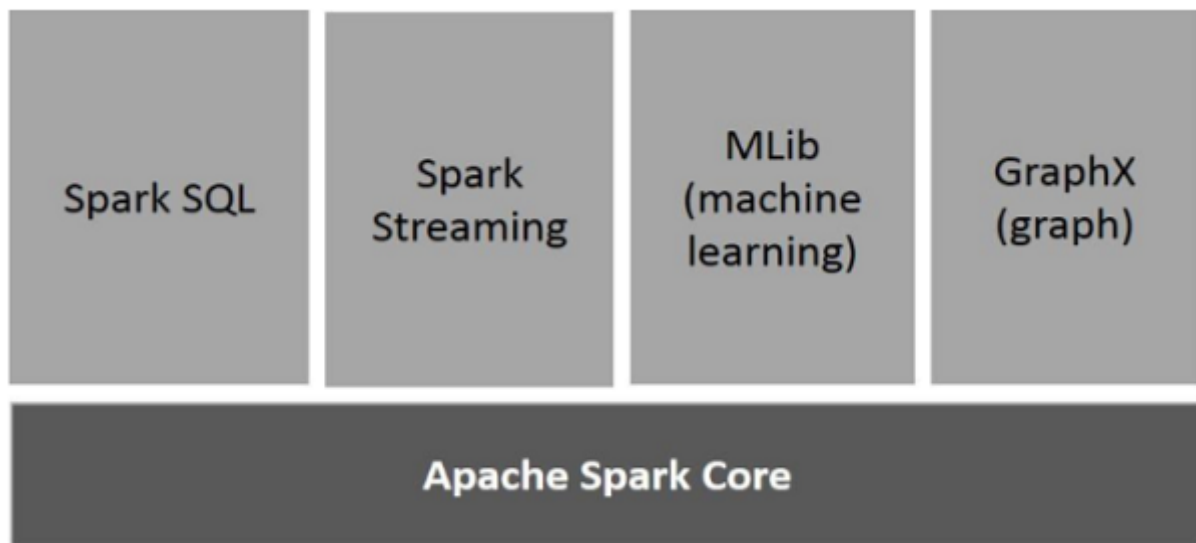 Spark SQL
Spark
Streaming
MLib
(machine
learning)
GraphX
(graph)
Apache Spark Core